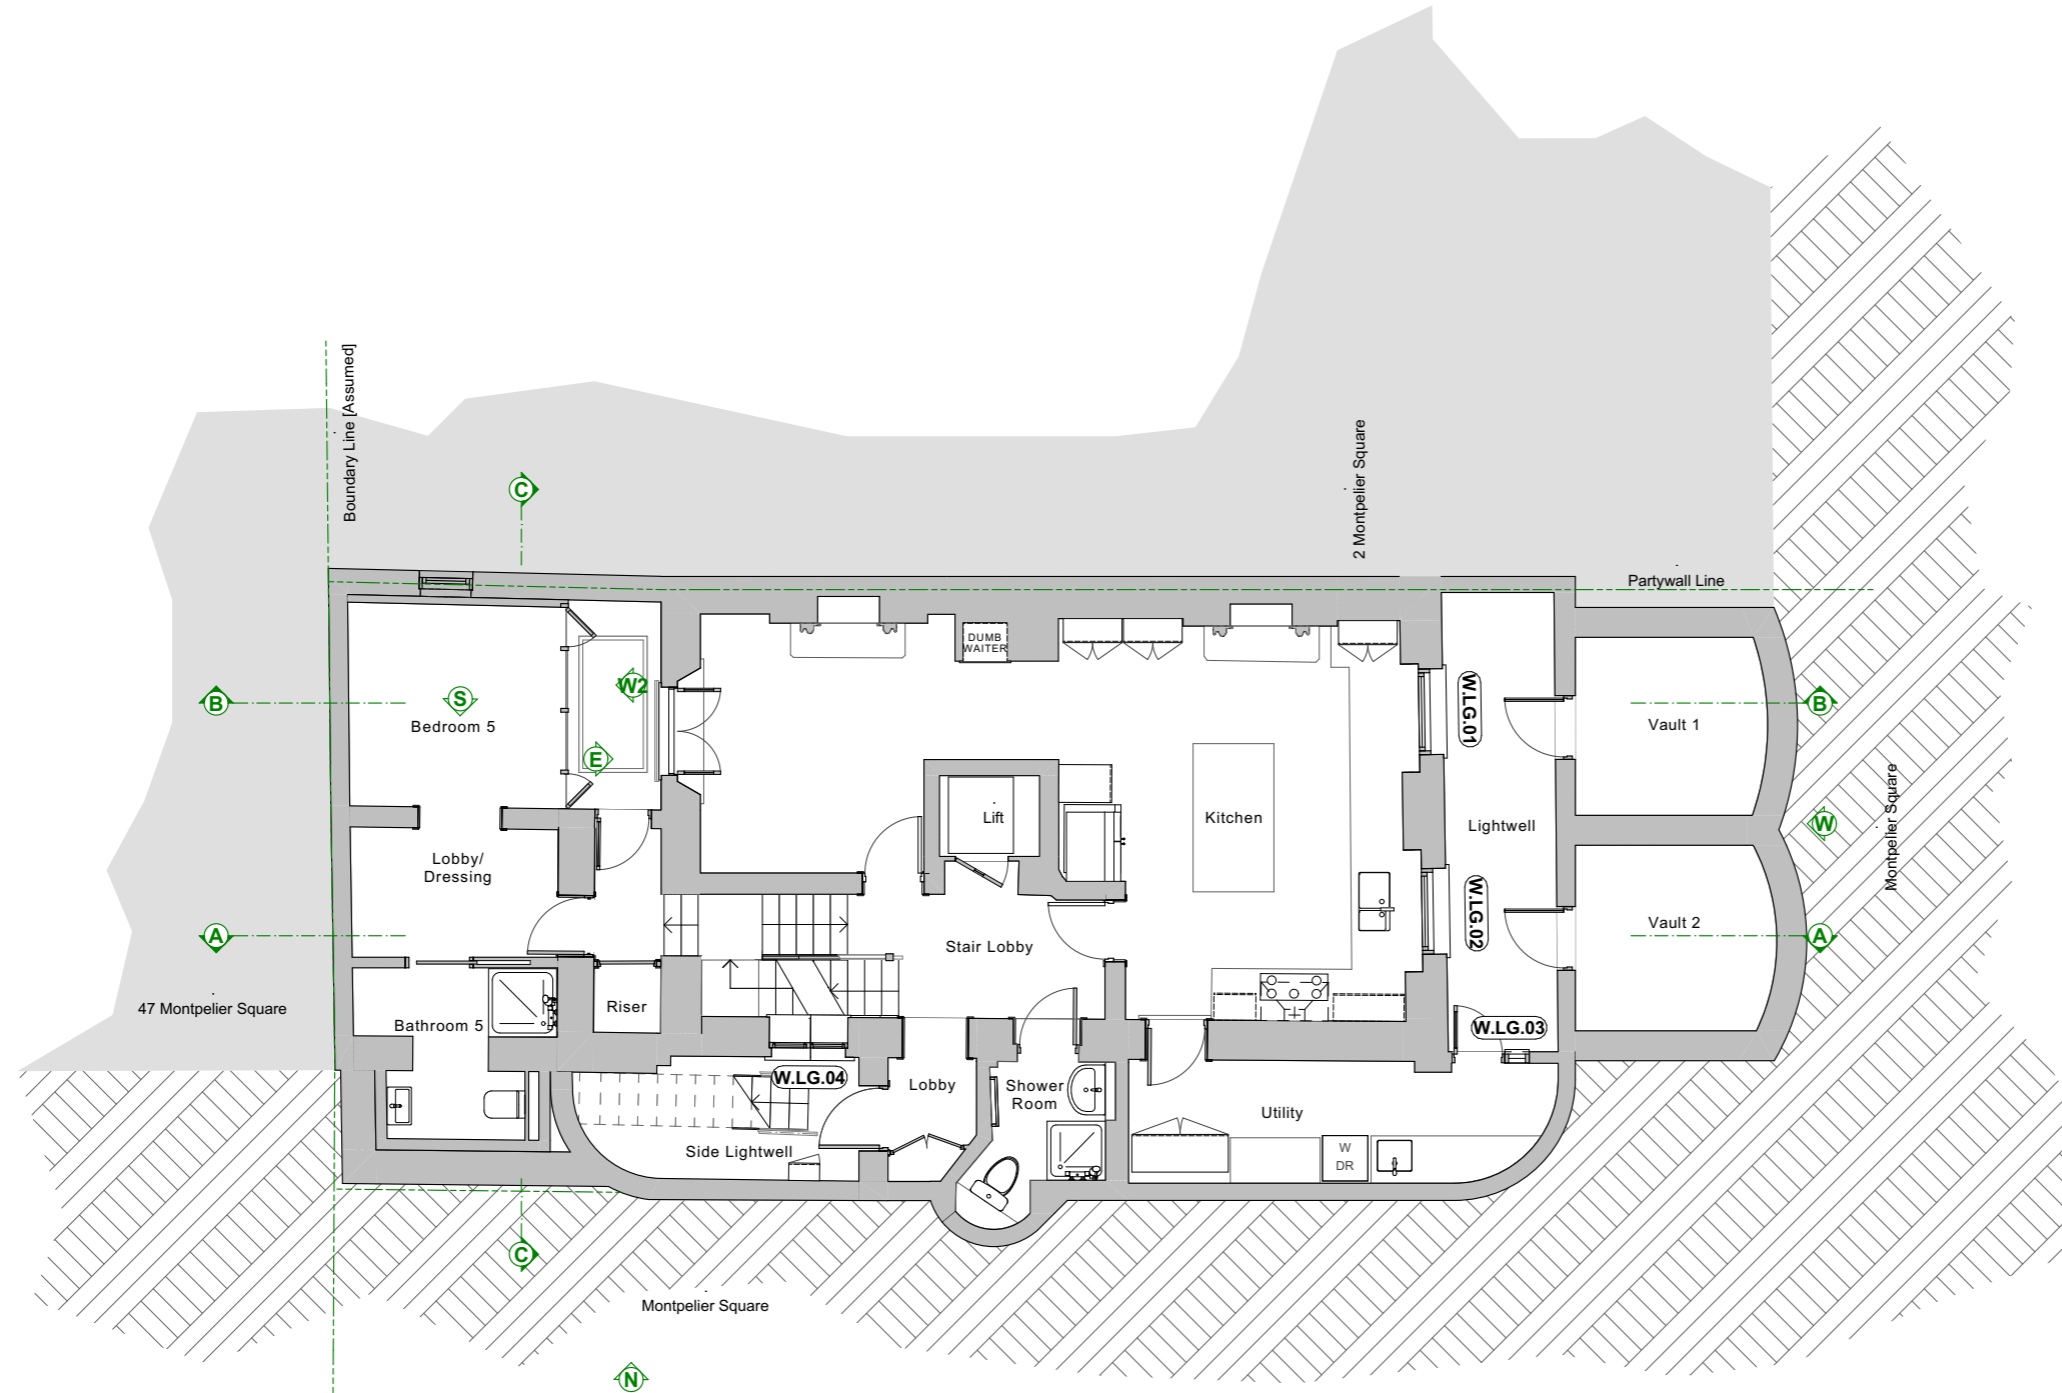 Boundary Line [Assumed]
2 Montpelier Square
C
Partywall Line
DUMB
WAITER
W2
S
B
Bedroom 5
E
W.LG.01
B
Vault 1
Lift
Kitchen
Lightwell
W
Montpelier Square
Lobby/
Dressing
W.LG.02
Vault 2
A
A
Stair Lobby
47 Montpelier Square
Riser
Bathroom 5
W.LG.03
W.LG.04
Lobby
Shower
Room
Utility
Side Lightwell
W
DR
C
Montpelier Square
N